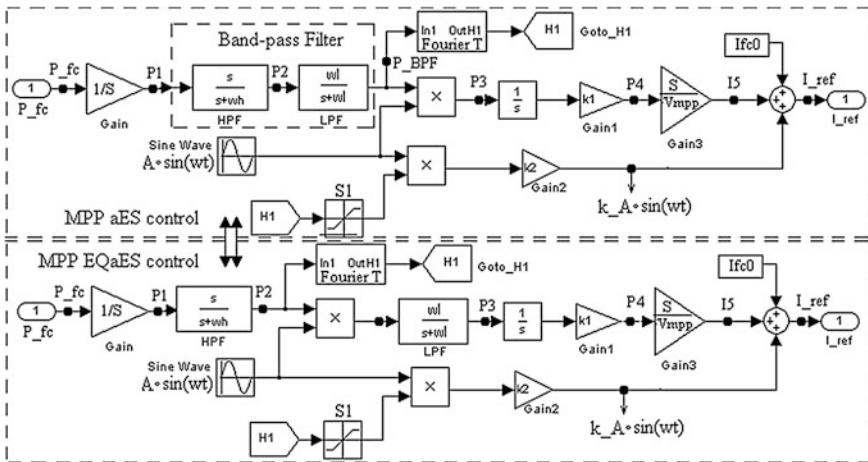 Band-pass Filter
In1 OutH1
Fourier T
H1
Goto_H1
P_BPF
Ifc0
1
P_fc
P_fc
1/S
Gain
P1
s
s+wh
HPF
P2
wl
s+wl
LPF
×
P3
1
s
k1
Gain1
P4
S
Vmpp
Gain3
I5
+
+
+
I_ref
1
I_ref
Sine Wave
A∘sin(wt)
×
k2
Gain2
k_A∘sin(wt)
H1
S1
MPP aES control
MPP EQaES control
In1 OutH1
Fourier T
H1
Goto_H1
Ifc0
1
P_fc
P_fc
1/S
Gain
P1
s
s+wh
HPF
P2
×
wl
s+wl
LPF
P3
1
s
k1
Gain1
P4
S
Vmpp
Gain3
I5
+
+
+
I_ref
1
I_ref
Sine Wave
A∘sin(wt)
×
k2
Gain2
k_A∘sin(wt)
H1
S1